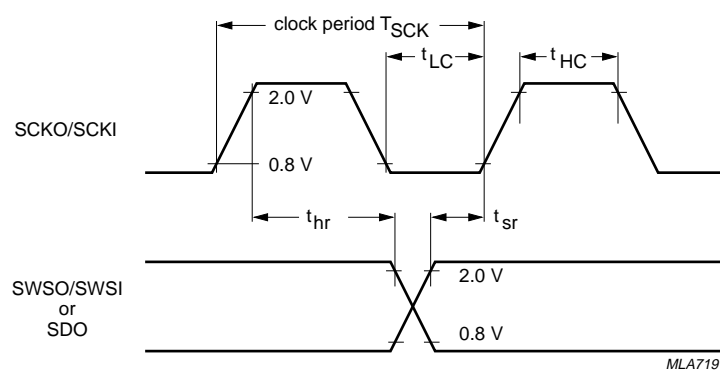 clock period TSCK
tLC
tHC
2.0 V
SCKO/SCKI
0.8 V
thr
tsr
SWSO/SWSI
or
SDO
2.0 V
0.8 V
MLA719